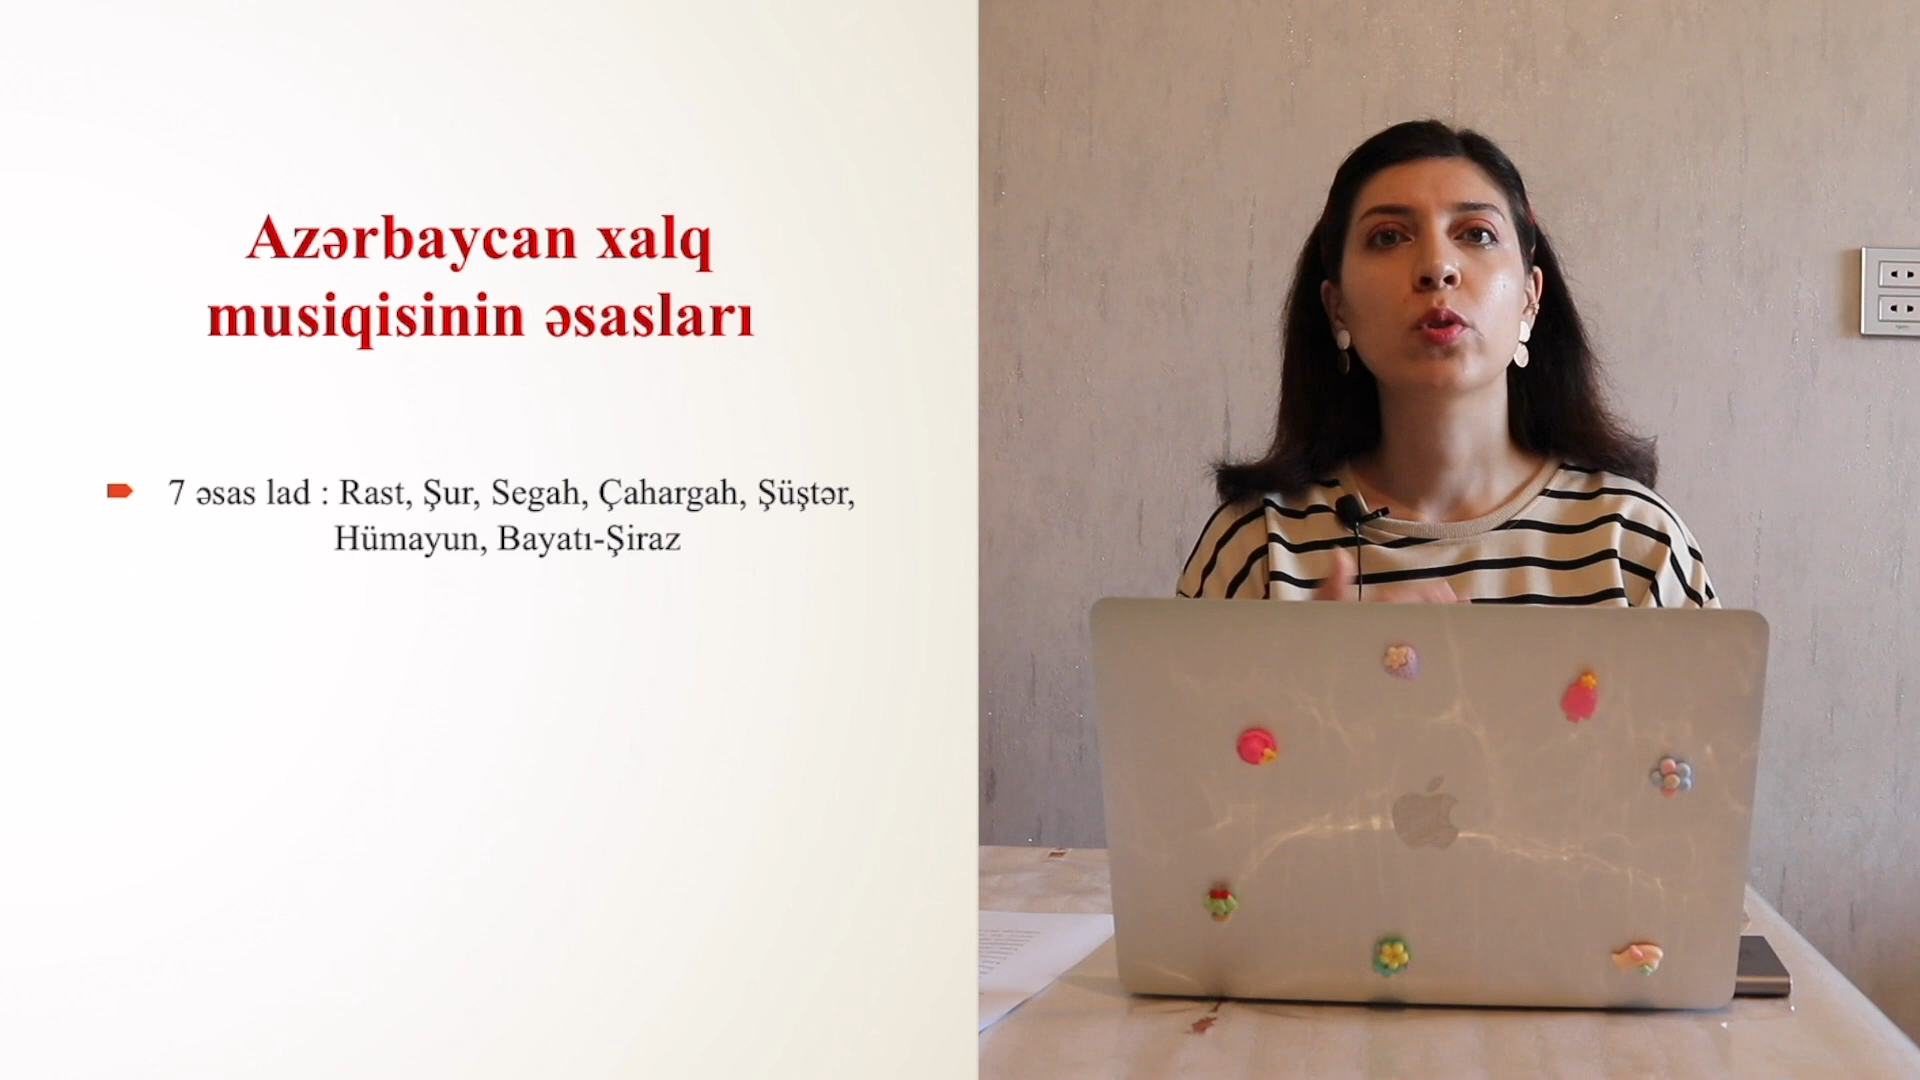 Azərbaycan xalq
musiqisinin əsasları
7 əsas lad : Rast, Şur, Segah, Çahargah, Şüştər,
Hümayun, Bayatı-Şiraz